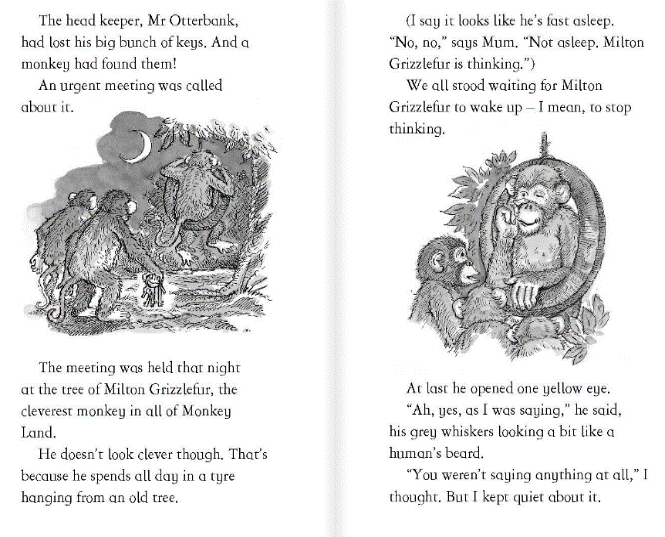 The head keeper, Mr Otterbank,
had lost his big bunch of keys. And a
monkey had found them!
An urgent meeting was called
about it.
The meeting was held that night
at the tree of Milton Grizzlefur, the
cleverest monkey in all of Monkey
Land.
He doesn't look clever though. That's
because he spends all day in a tyre
hanging from an old tree.
(I say it looks like he's fast asleep.
“No, no,” says Mum. “Not asleep. Milton
Grizzlefur is thinking.”)
We all stood waiting for Milton
Grizzlefur to wake up – I mean, to stop
thinking.
At last he opened one yellow eye.
“Ah, yes, as I was saying,” he said,
his grey whiskers looking a bit like a
human's beard.
“You weren't saying anything at all,” I
thought. But I kept quiet about it.